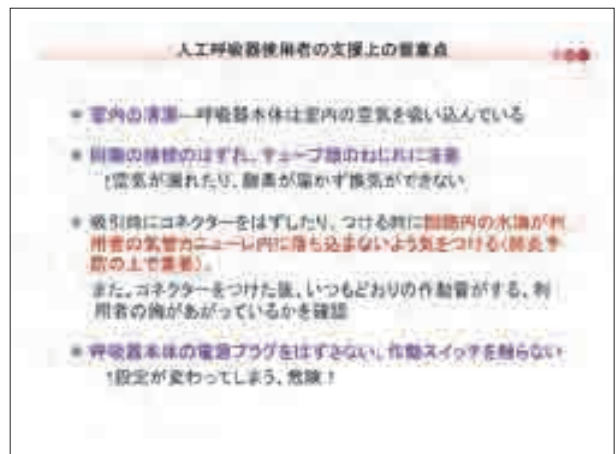 人工呼吸器使用者の支援上の留意点
室内の清潔―呼吸器本体は室内の空気を吸い込んでいる
回路の接続のはずれ、チューブ類のねじれに注意
!空気が漏れたり、酸素が届かず換気ができない
吸引時にコネクターをはずしたり、つける時に回路内の水滴が利
用者の気管カニューレ内に落ち込まないよう気をつける(肺炎予
防の上で重要)。
また、コネクターをつけた後、いつもどおりの作動音がする、利
用者の胸があがっているかを確認
呼吸器本体の電源プラグをはずさない、作動スイッチを触らない
!設定が変わってしまう、危険!